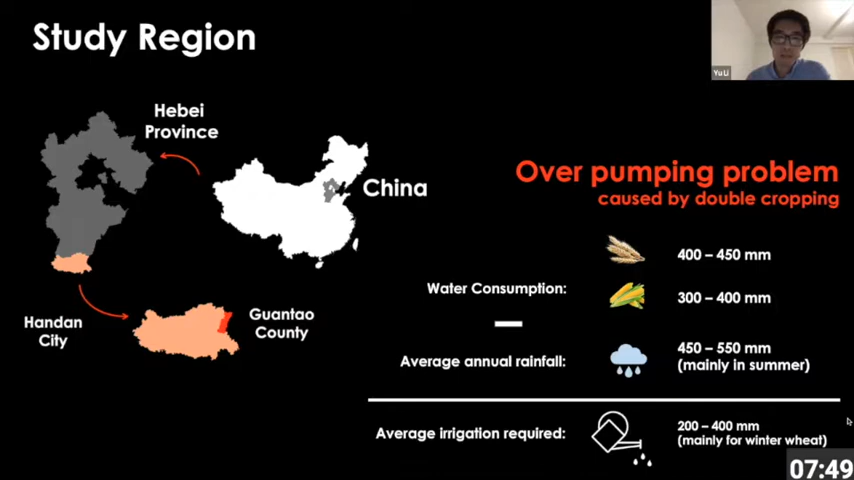 Study Region
Yu Li
Hebei
Province
China
Handan
City
Guantao
County
Over pumping problem
caused by double cropping
Water Consumption:
400 – 450 mm
300 – 400 mm
Average annual rainfall:
450 – 550 mm
(mainly in summer)
Average irrigation required:
200 – 400 mm
(mainly for winter wheat)
07:49